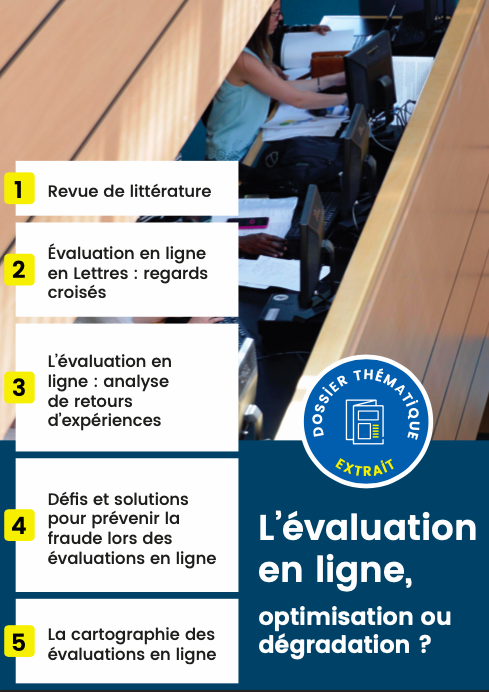 1
Revue de littérature
2
Évaluation en ligne
en Lettres : regards
croisés
3
L'évaluation en
ligne : analyse
de retours
d'expériences
4
Défis et solutions
pour prévenir la
fraude lors des
évaluations en ligne
5
La cartographie des
évaluations en ligne
DOSSiER THÉMATiQUE
EXTRAiT
L'évaluation
en ligne,
optimisation ou
dégradation ?